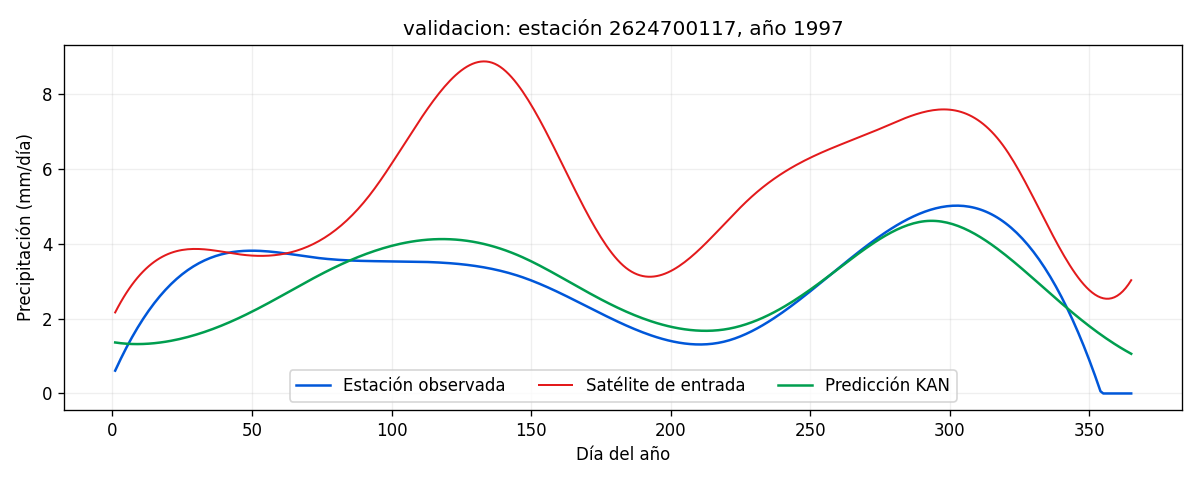 validacion: estación 2624700117, año 1997
Precipitación (mm/día)
8
6
4
2
0
Estación observada Satélite de entrada Predicción KAN
0 50 100 150 200 250 300 350
Día del año